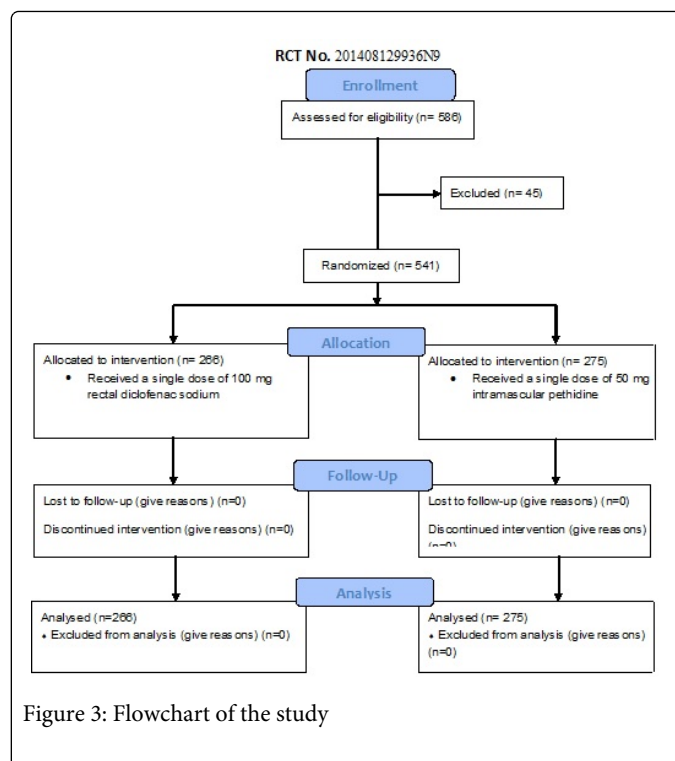 RCT No. 201408129936N9
Enrollment
Assessed for eligibility (n= 586)
Excluded (n= 45)
Randomized (n= 541)
Allocation
Allocated to intervention (n= 266)
• Received a single dose of 100 mg
rectal diclofenac sodium
Allocated to intervention (n= 275)
• Received a single dose of 50 mg
intramascular pethidine
Follow-Up
Lost to follow-up (give reasons) (n=0)
Discontinued intervention (give reasons) (n=0)
Lost to follow-up (give reasons) (n=0)
Discontinued intervention (give reasons)
(n=0)
Analysis
Analysed (n=266)
• Excluded from analysis (give reasons) (n=0)
Analysed (n= 275)
• Excluded from analysis (give reasons)
(n=0)
Figure 3: Flowchart of the study